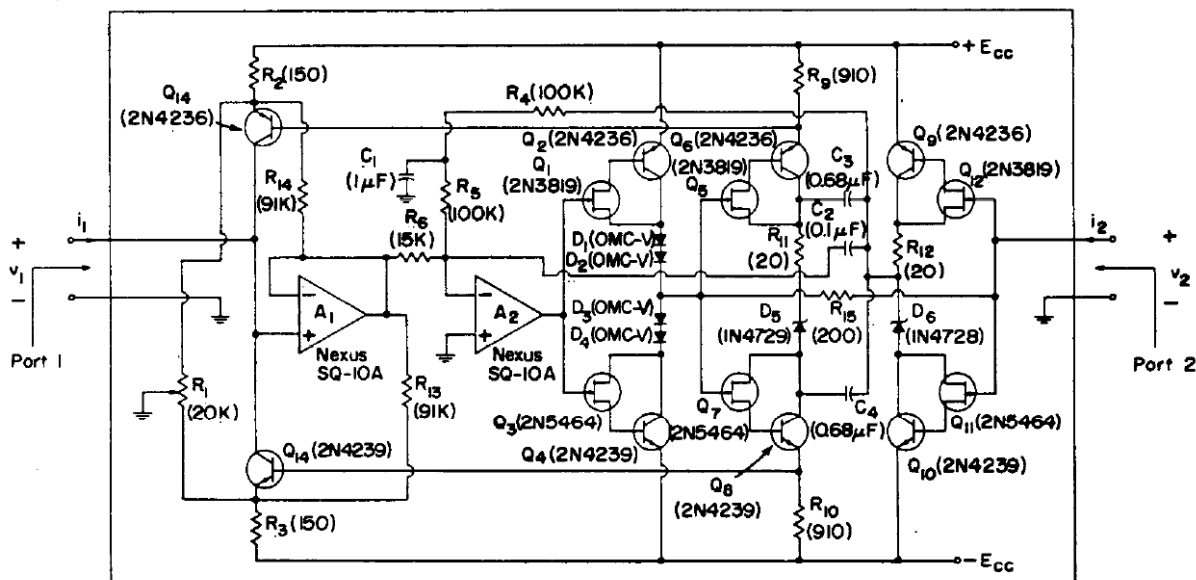 + E_CC
R2 (150)
R9 (910)
Q14
(2N4236)
R4 (100K)
Q2 (2N4236)
Q6 (2N4236)
Q9 (2N4236)
Q1
(2N3819)
(2N3819)
Q5
C3
(0.68μF)
Q12 (2N3819)
C1
(1μF)
R14
(91K)
R5
(100K)
R6
(15K)
C2
(0.1μF)
i1
i2
+
v1
−
Port 1
D1 (OMC-V)
D2 (OMC-V)
R11
(20)
R12
(20)
+
v2
−
Port 2
−
A1
+
Nexus
SQ-10A
−
A2
+
Nexus
SQ-10A
D3 (OMC-V)
D4 (OMC-V)
D5
(1N4729)
R15
(200)
D6
(1N4728)
R1
(20K)
R13
(91K)
Q3 (2N5464)
Q4 (2N4239)
Q7
(2N5464)
C4
(0.68μF)
Q11 (2N5464)
Q10 (2N4239)
Q14 (2N4239)
Q8
(2N4239)
R3 (150)
R10
(910)
− E_CC